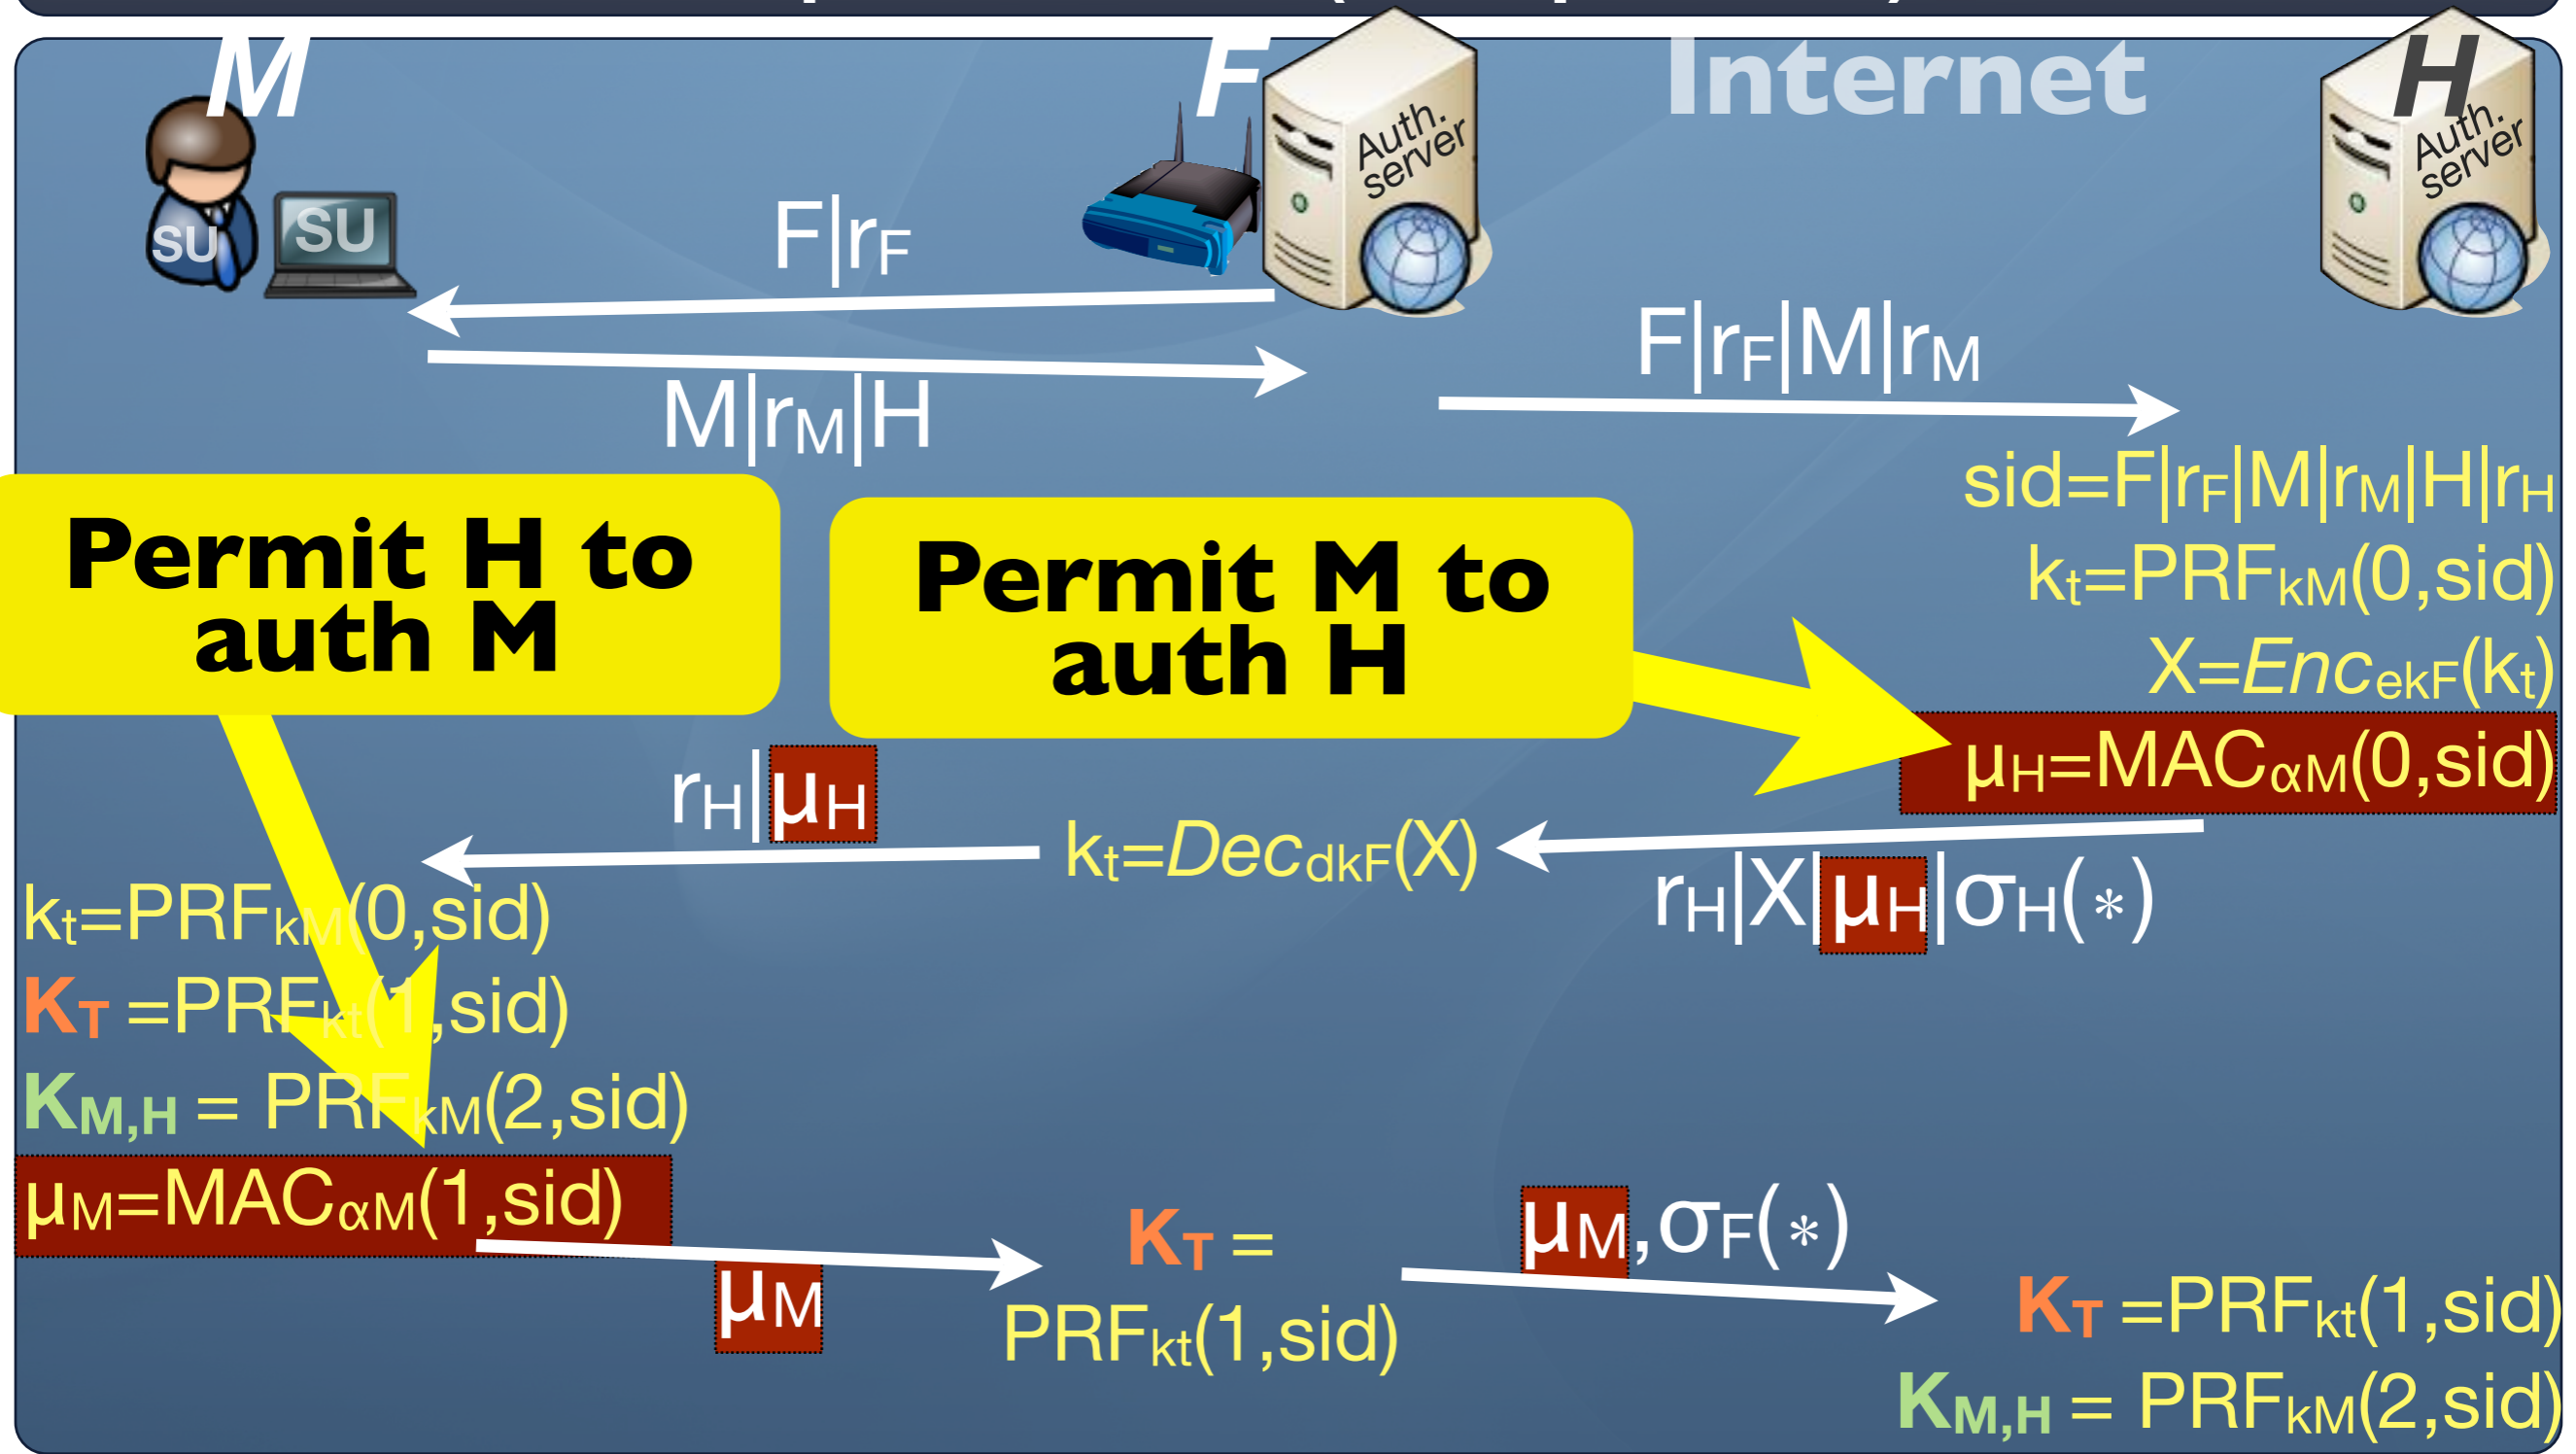 M
F
Internet
H
Auth.
server
Auth.
server
SU
SU
F|rF
M|rM|H
F|rF|M|rM
sid=F|rF|M|rM|H|rH
kt=PRFkM(0,sid)
X=EncekF(kt)
μH=MACαM(0,sid)
Permit H to
auth M
Permit M to
auth H
rH|μH
kt=DecdkF(X)
rH|X|μH|σH(*)
kt=PRFkM(0,sid)
KT =PRFkt(1,sid)
KM,H = PRFkM(2,sid)
μM=MACαM(1,sid)
μM
KT =
PRFkt(1,sid)
μM,σF(*)
KT =PRFkt(1,sid)
KM,H = PRFkM(2,sid)